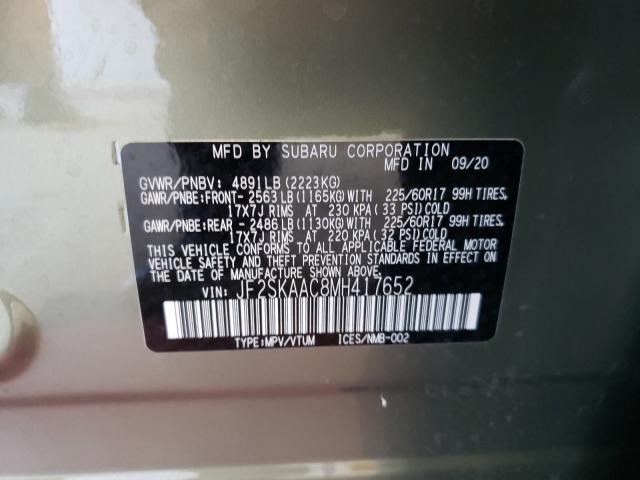 MFD BY SUBARU CORPORATION
MFD IN 09/20
GVWR/PNBV: 4891LB(2223KG)
GAWR/PNBE:FRONT- 2563LB(1165KG)WITH 225/60R17 99H TIRES,
17X7J RIMS AT 230 KPA(33 PSI)COLD
GAWR/PNBE:REAR - 2486LB(1130KG)WITH 225/60R17 99H TIRES,
17X7J RIMS AT 220 KPA(32 PSI)COLD
THIS VEHICLE CONFORMS TO ALL APPLICABLE FEDERAL MOTOR
VEHICLE SAFETY AND THEFT PREVENTION STANDARDS IN EFFECT
ON THE DATE OF MANUFACTURE SHOWN ABOVE.
VIN: JF2SKAAC8MH417652
TYPE:MPV/VTUM ICES/NMB-002